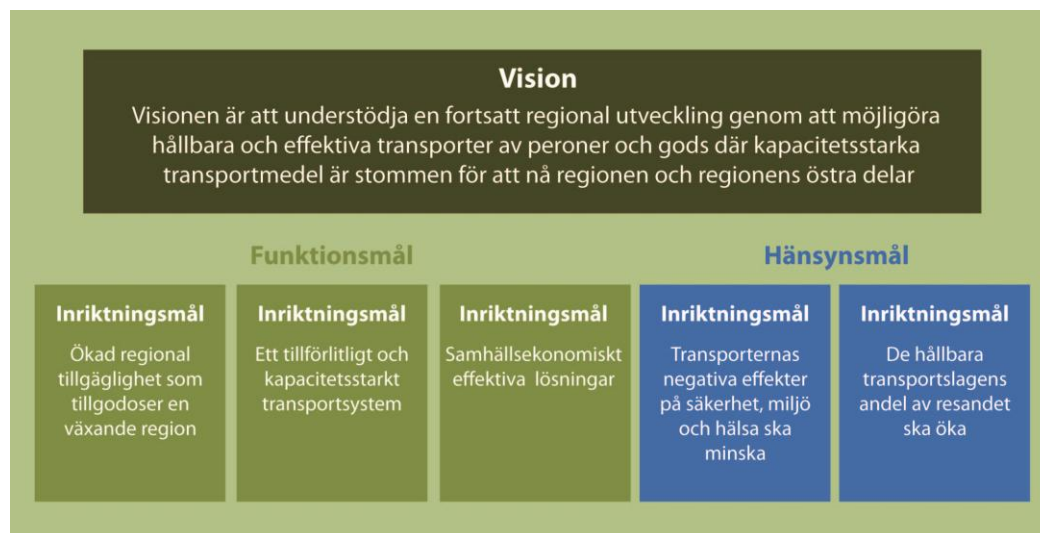 Vision
Visionen är att understödja en fortsatt regional utveckling genom att möjligöra
hållbara och effektiva transporter av peroner och gods där kapacitetsstarka
transportmedel är stommen för att nå regionen och regionens östra delar
Funktionsmål
Hänsynsmål
Inriktningsmål
Ökad regional
tillgäglighet som
tillgodoser en
växande region
Inriktningsmål
Ett tillförlitligt och
kapacitetsstarkt
transportsystem
Inriktningsmål
Samhällsekonomiskt
effektiva lösningar
Inriktningsmål
Transporternas
negativa effekter
på säkerhet, miljö
och hälsa ska
minska
Inriktningsmål
De hållbara
transportslagens
andel av resandet
ska öka